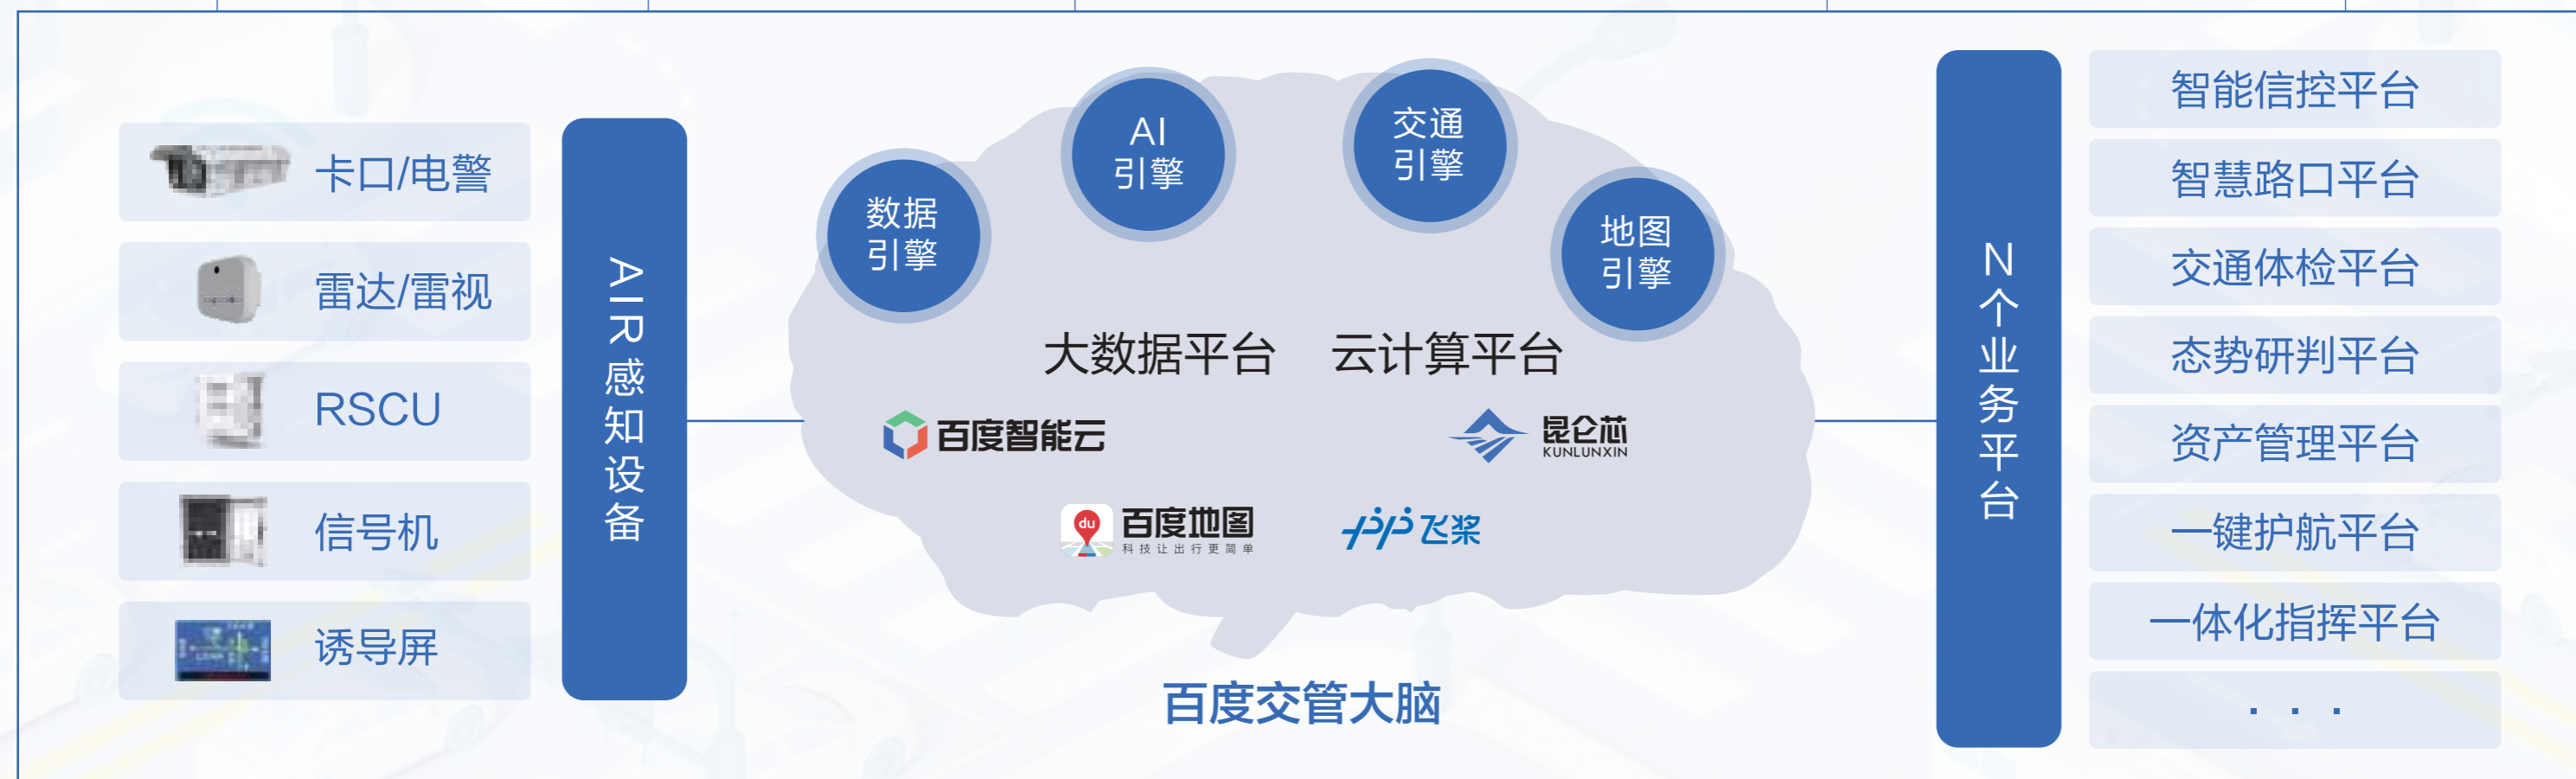 卡口/电警
雷达/雷视
RSCU
信号机
诱导屏
AIR感知设备
数据
引擎
AI
引擎
交通
引擎
地图
引擎
大数据平台 云计算平台
百度智能云
昆仑芯
KUNLUNXIN
du
百度地图
科技让出行更简单
飞桨
百度交管大脑
N个业务平台
智能信控平台
智慧路口平台
交通体检平台
态势研判平台
资产管理平台
一键护航平台
一体化指挥平台
· · ·